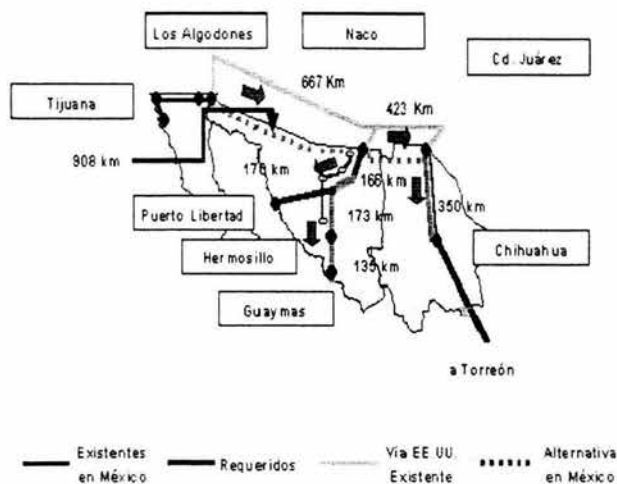 Los Algodones
Naco
Cd. Juárez
667 Km
423 Km
Tijuana
908 km
176
166 km
350 km
Puerto Libertad
173 km
Hermosillo
135 km
Chihuahua
Guaymas
a Torreón
Existentes
en México
Requeridos
Vía EE.UU.
Existente
Alternativa
en México